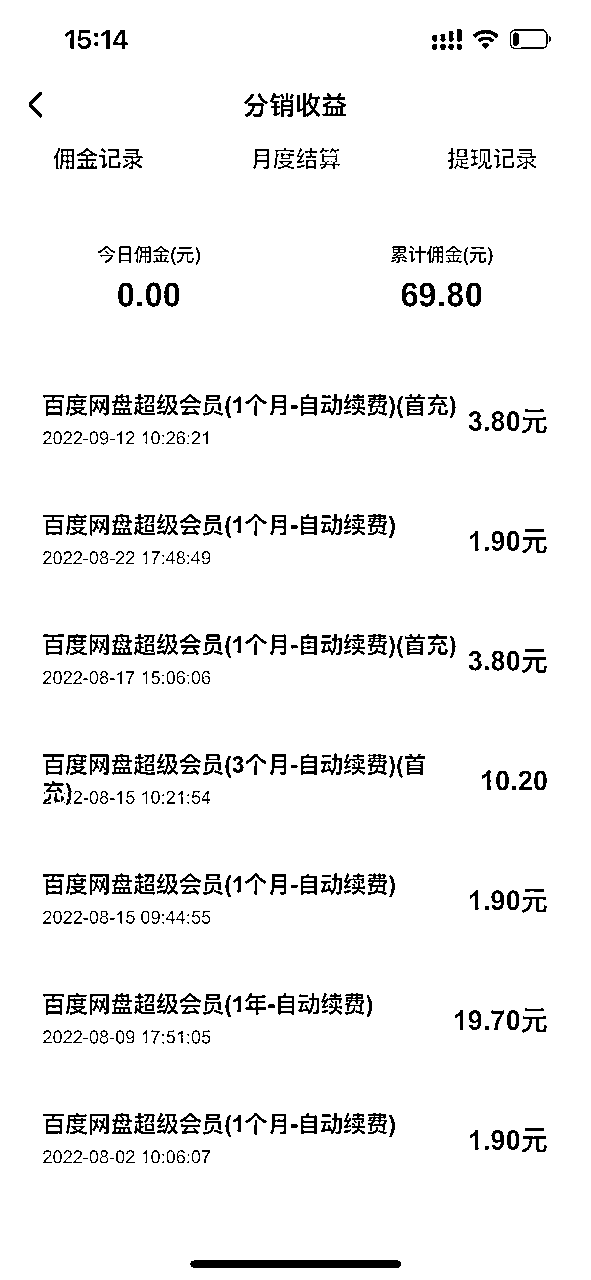 15:14
分销收益
佣金记录 月度结算 提现记录
今日佣金(元) 累计佣金(元)
0.00 69.80
百度网盘超级会员(1个月-自动续费)(首充) 3.80元
2022-09-12 10:26:21
百度网盘超级会员(1个月-自动续费) 1.90元
2022-08-22 17:48:49
百度网盘超级会员(1个月-自动续费)(首充) 3.80元
2022-08-17 15:06:06
百度网盘超级会员(3个月-自动续费)(首 10.20
充)
2022-08-15 10:21:54
百度网盘超级会员(1个月-自动续费) 1.90元
2022-08-15 09:44:55
百度网盘超级会员(1年-自动续费) 19.70元
2022-08-09 17:51:05
百度网盘超级会员(1个月-自动续费) 1.90元
2022-08-02 10:06:07